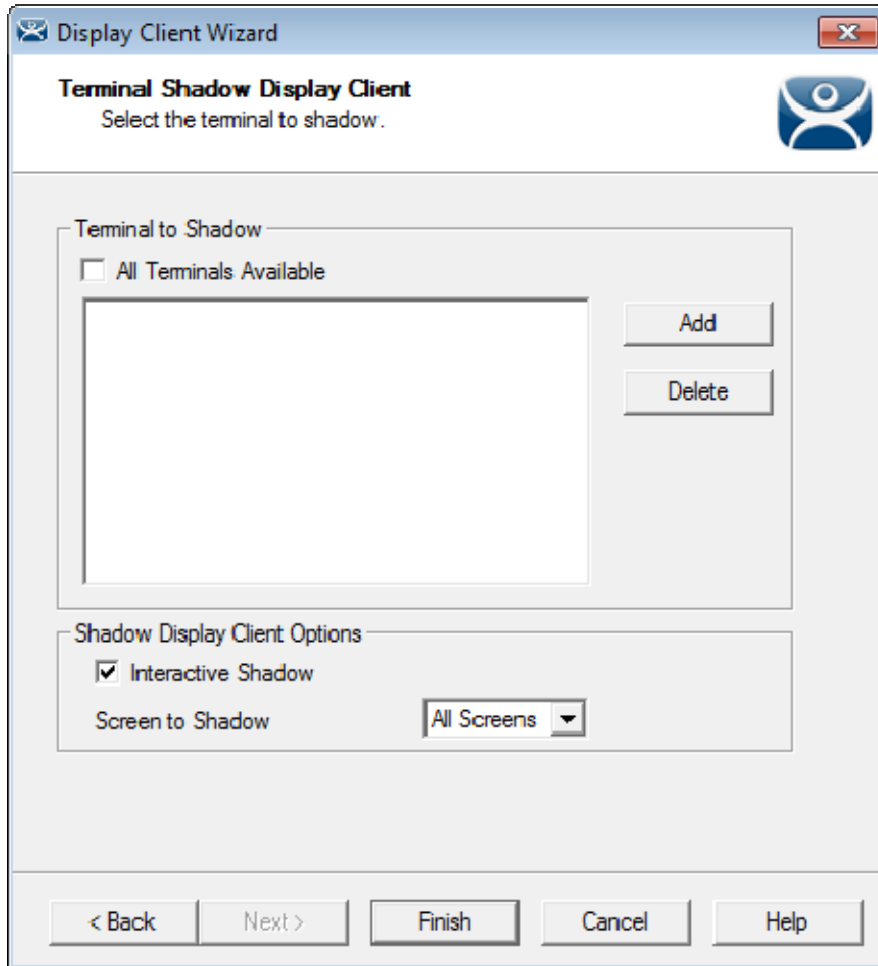 Display Client Wizard
Terminal Shadow Display Client
Select the terminal to shadow.
Terminal to Shadow
All Terminals Available
Add
Delete
Shadow Display Client Options
Interactive Shadow
Screen to Shadow All Screens
< Back Next > Finish Cancel Help